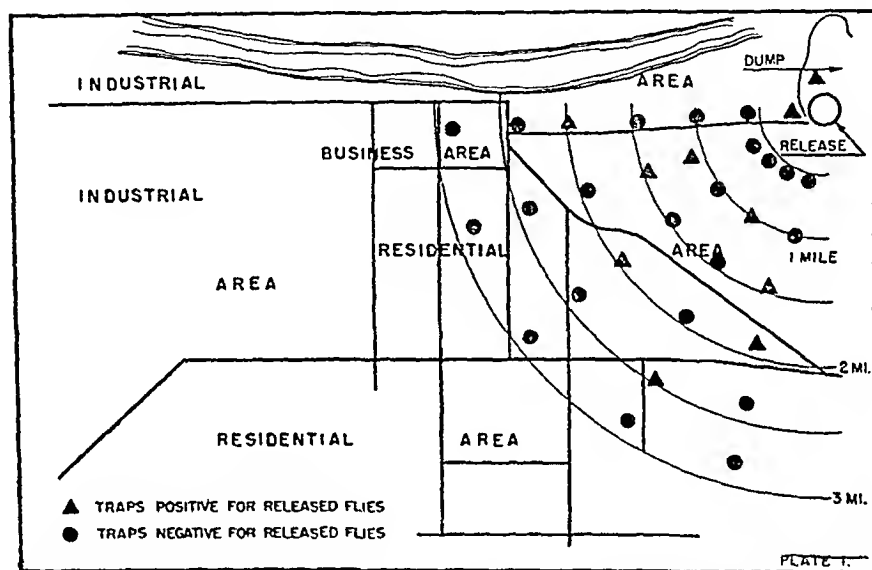 DUMP
INDUSTRIAL AREA
RELEASE
BUSINESS AREA
INDUSTRIAL
RESIDENTIAL AREA
1 MILE
AREA
2 MI.
RESIDENTIAL AREA
3 MI.
TRAPS POSITIVE FOR RELEASED FLIES
TRAPS NEGATIVE FOR RELEASED FLIES
PLATE 1.